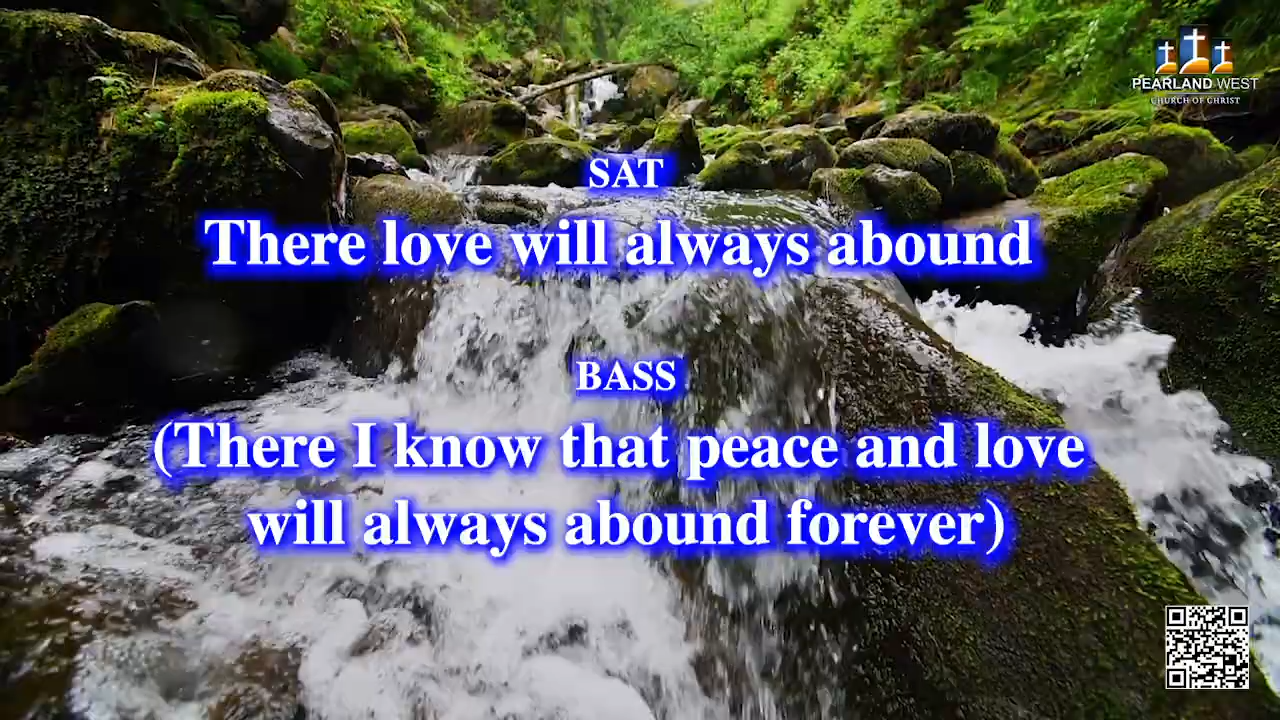 PEARLAND WEST
CHURCH OF CHRIST
SAT
There love will always abound
BASS
(There I know that peace and love
will always abound forever)